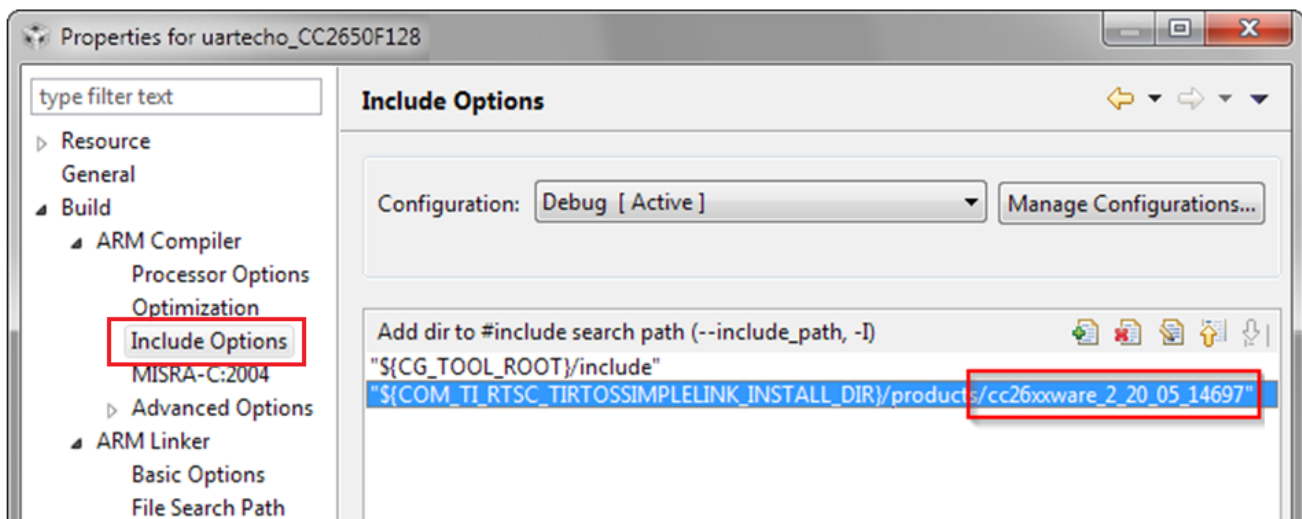 Properties for uartecho_CC2650F128
type filter text
Resource
General
Build
ARM Compiler
Processor Options
Optimization
Include Options
MISRA-C:2004
Advanced Options
ARM Linker
Basic Options
File Search Path
Include Options
Configuration: Debug [ Active ] Manage Configurations...
Add dir to #include search path (--include_path, -I)
"${CG_TOOL_ROOT}/include"
"${COM_TI_RTSC_TIRTOSSIMPLELINK_INSTALL_DIR}/products/cc26xxware_2_20_05_14697"